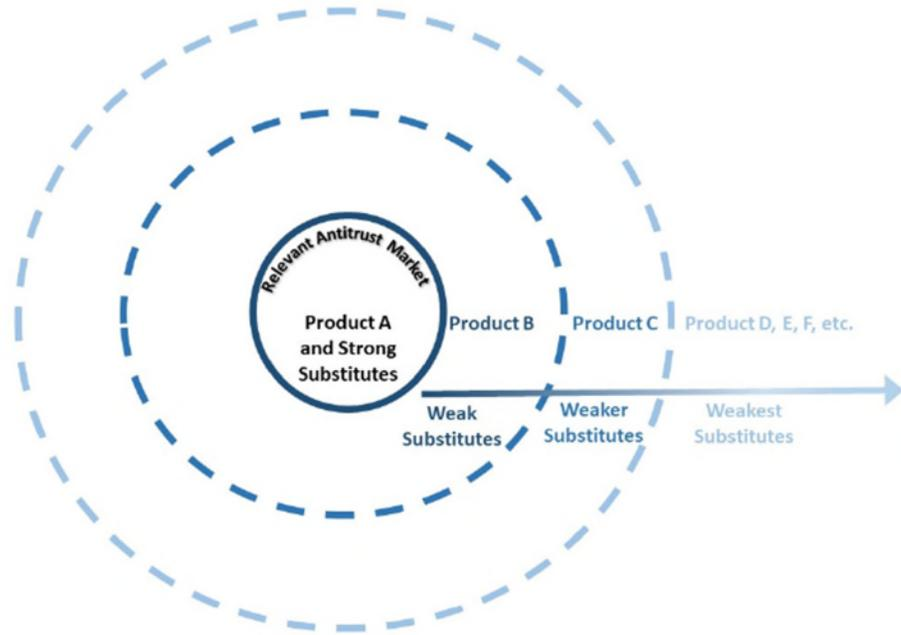 Relevant Antitrust Market
Product A
and Strong
Substitutes
Product B
Product C
Product D, E, F, etc.
Weak
Substitutes
Weaker
Substitutes
Weakest
Substitutes